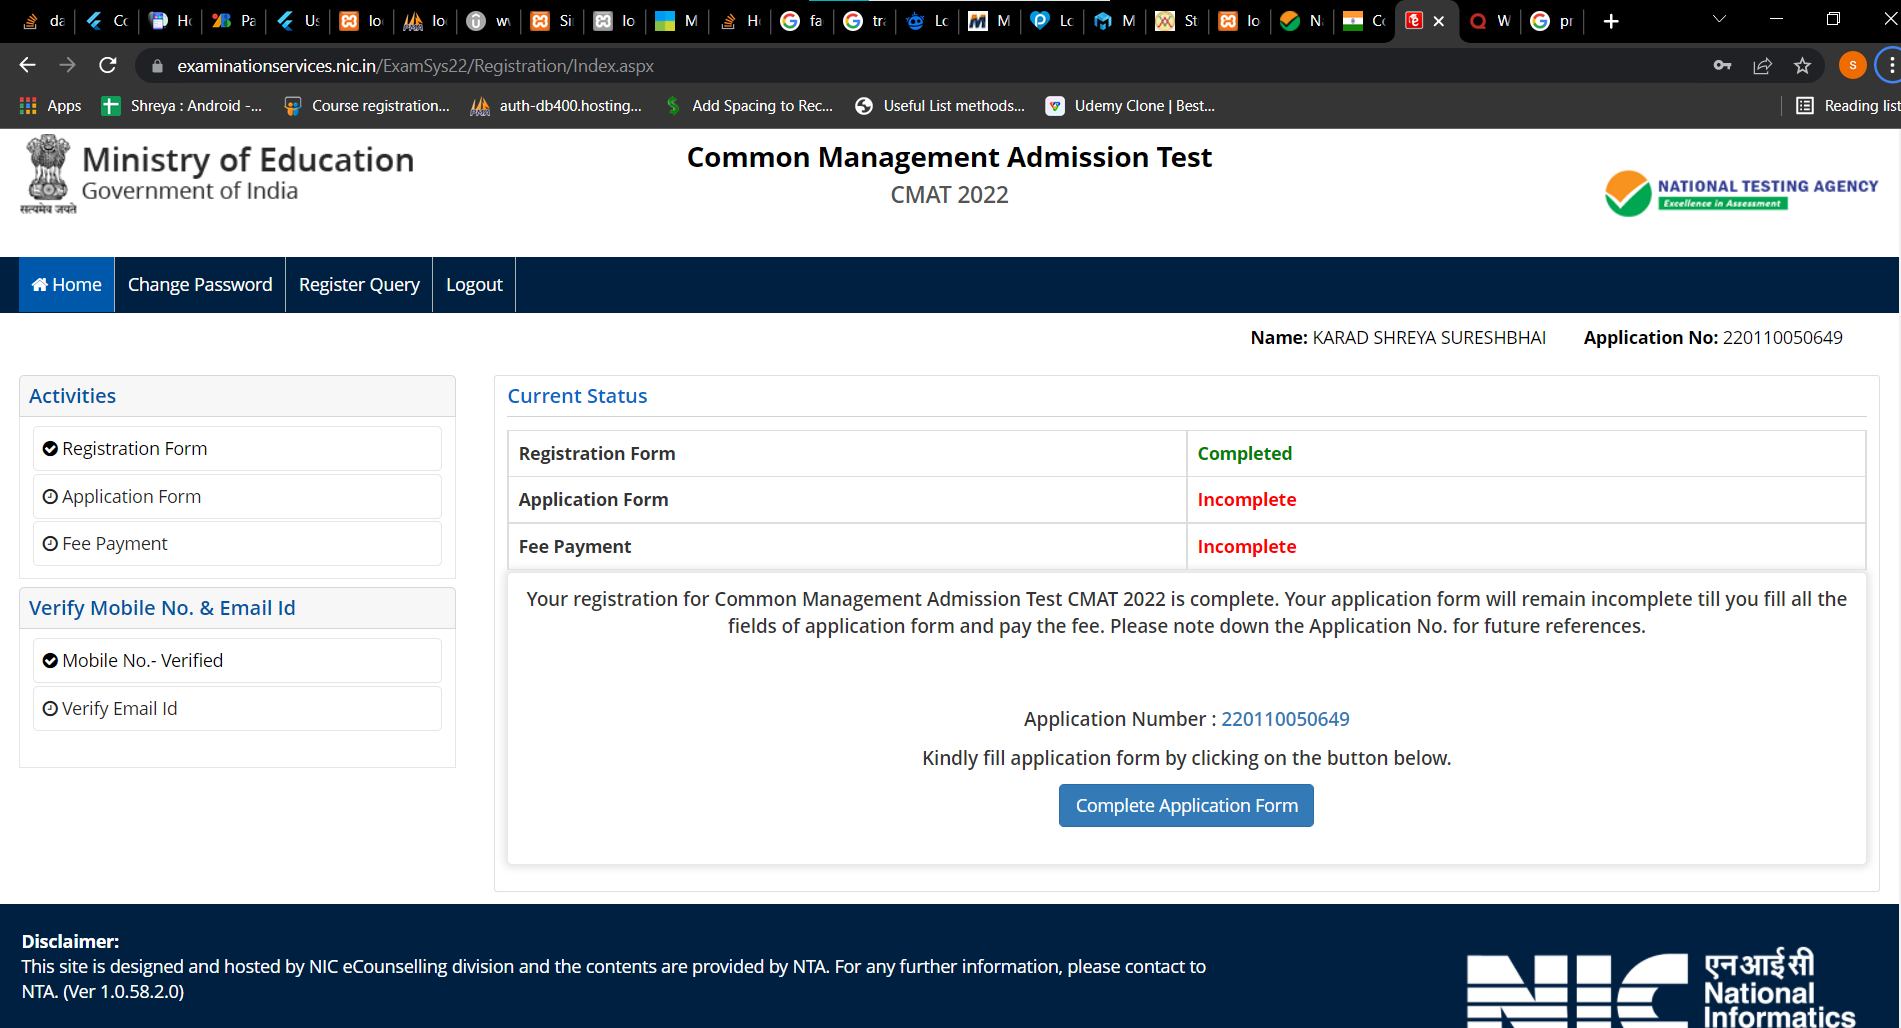 da
Co
Ho
Pa
Us
lo
lo
w
Si
lo
M
H
fa
tra
Lo
M
Lo
M
St
lo
N
Co
W
pr
examinationservices.nic.in/ExamSys22/Registration/Index.aspx
s
Apps
Shreya : Android -...
Course registration...
auth-db400.hosting...
Add Spacing to Rec...
Useful List methods...
Udemy Clone | Best...
Reading list
Ministry of Education
Government of India
सत्यमेव जयते
Common Management Admission Test
CMAT 2022
NATIONAL TESTING AGENCY
Excellence in Assessment
Home
Change Password
Register Query
Logout
Name: KARAD SHREYA SURESHBHAI
Application No: 220110050649
Activities
Registration Form
Application Form
Fee Payment
Verify Mobile No. & Email Id
Mobile No.- Verified
Verify Email Id
Current Status
Registration Form Completed
Application Form Incomplete
Fee Payment Incomplete
Your registration for Common Management Admission Test CMAT 2022 is complete. Your application form will remain incomplete till you fill all the
fields of application form and pay the fee. Please note down the Application No. for future references.
Application Number : 220110050649
Kindly fill application form by clicking on the button below.
Complete Application Form
Disclaimer:
This site is designed and hosted by NIC eCounselling division and the contents are provided by NTA. For any further information, please contact to
NTA. (Ver 1.0.58.2.0)
NIC
एनआईसी
National
Informatics